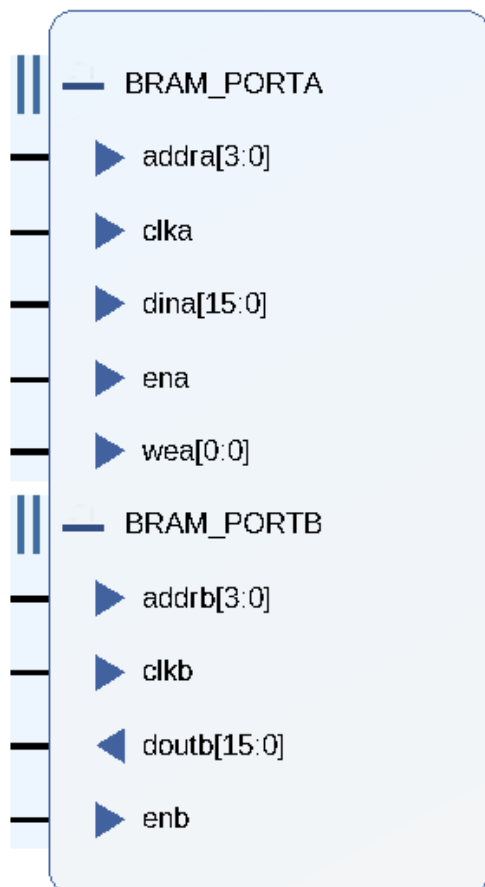 BRAM_PORTA
addra[3:0]
clka
dina[15:0]
ena
wea[0:0]
BRAM_PORTB
addrb[3:0]
clkb
doutb[15:0]
enb